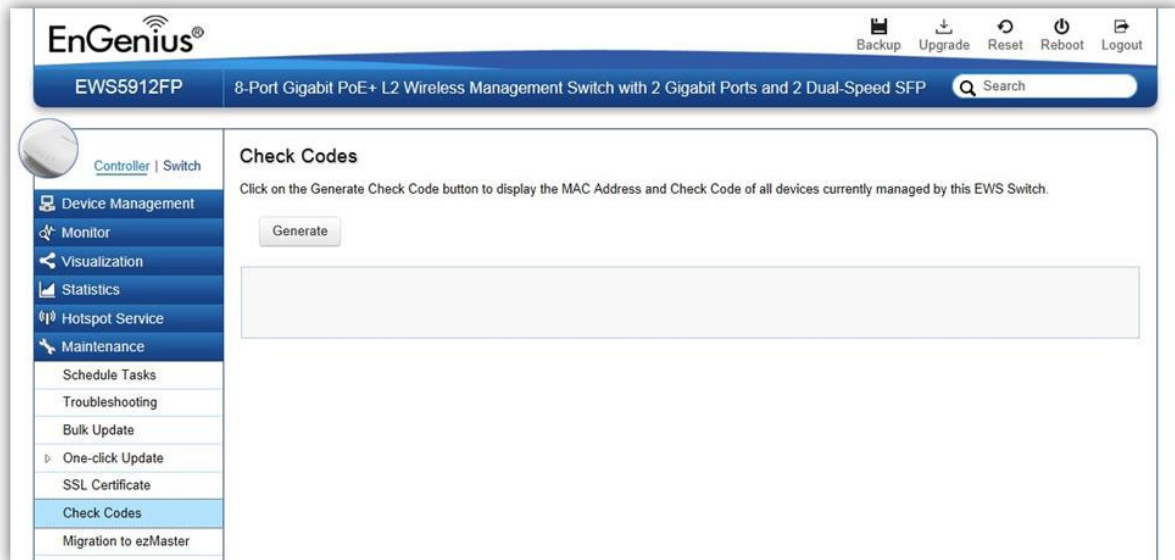 EnGenius®
Backup Upgrade Reset Reboot Logout
EWS5912FP
8-Port Gigabit PoE+ L2 Wireless Management Switch with 2 Gigabit Ports and 2 Dual-Speed SFP
Search
Controller | Switch
Device Management
Monitor
Visualization
Statistics
Hotspot Service
Maintenance
Schedule Tasks
Troubleshooting
Bulk Update
One-click Update
SSL Certificate
Check Codes
Migration to ezMaster
Check Codes
Click on the Generate Check Code button to display the MAC Address and Check Code of all devices currently managed by this EWS Switch.
Generate